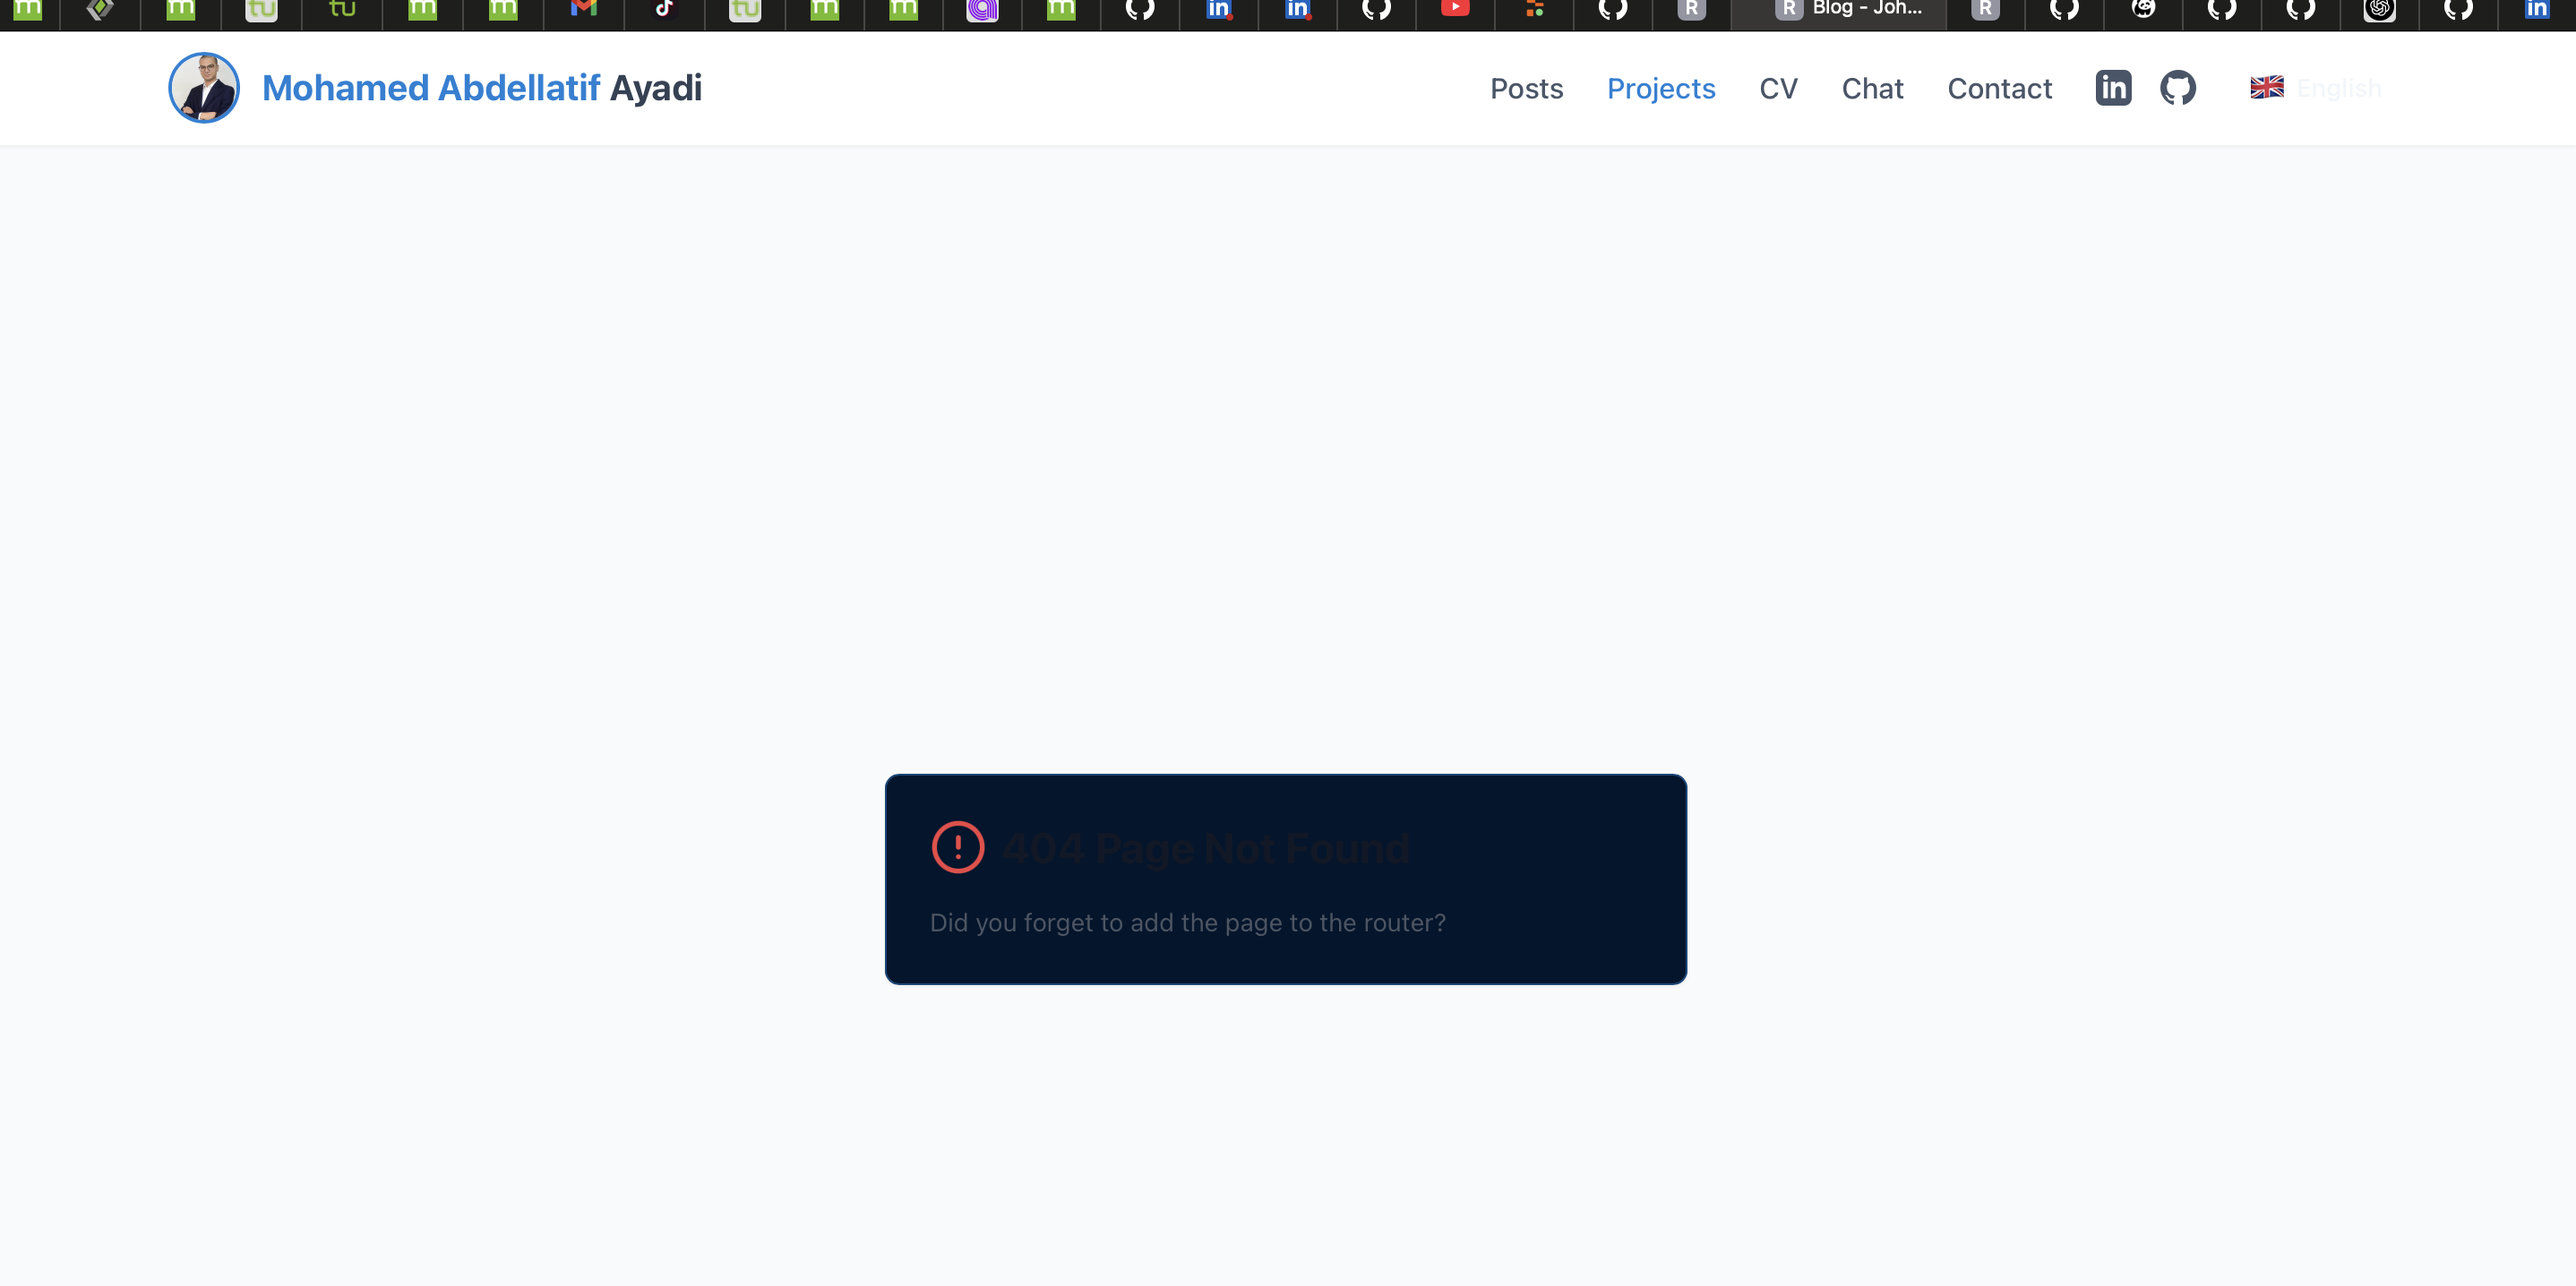 Blog - Joh...
Mohamed Abdellatif Ayadi
Posts
Projects
CV
Chat
Contact
in
English
404 Page Not Found
Did you forget to add the page to the router?